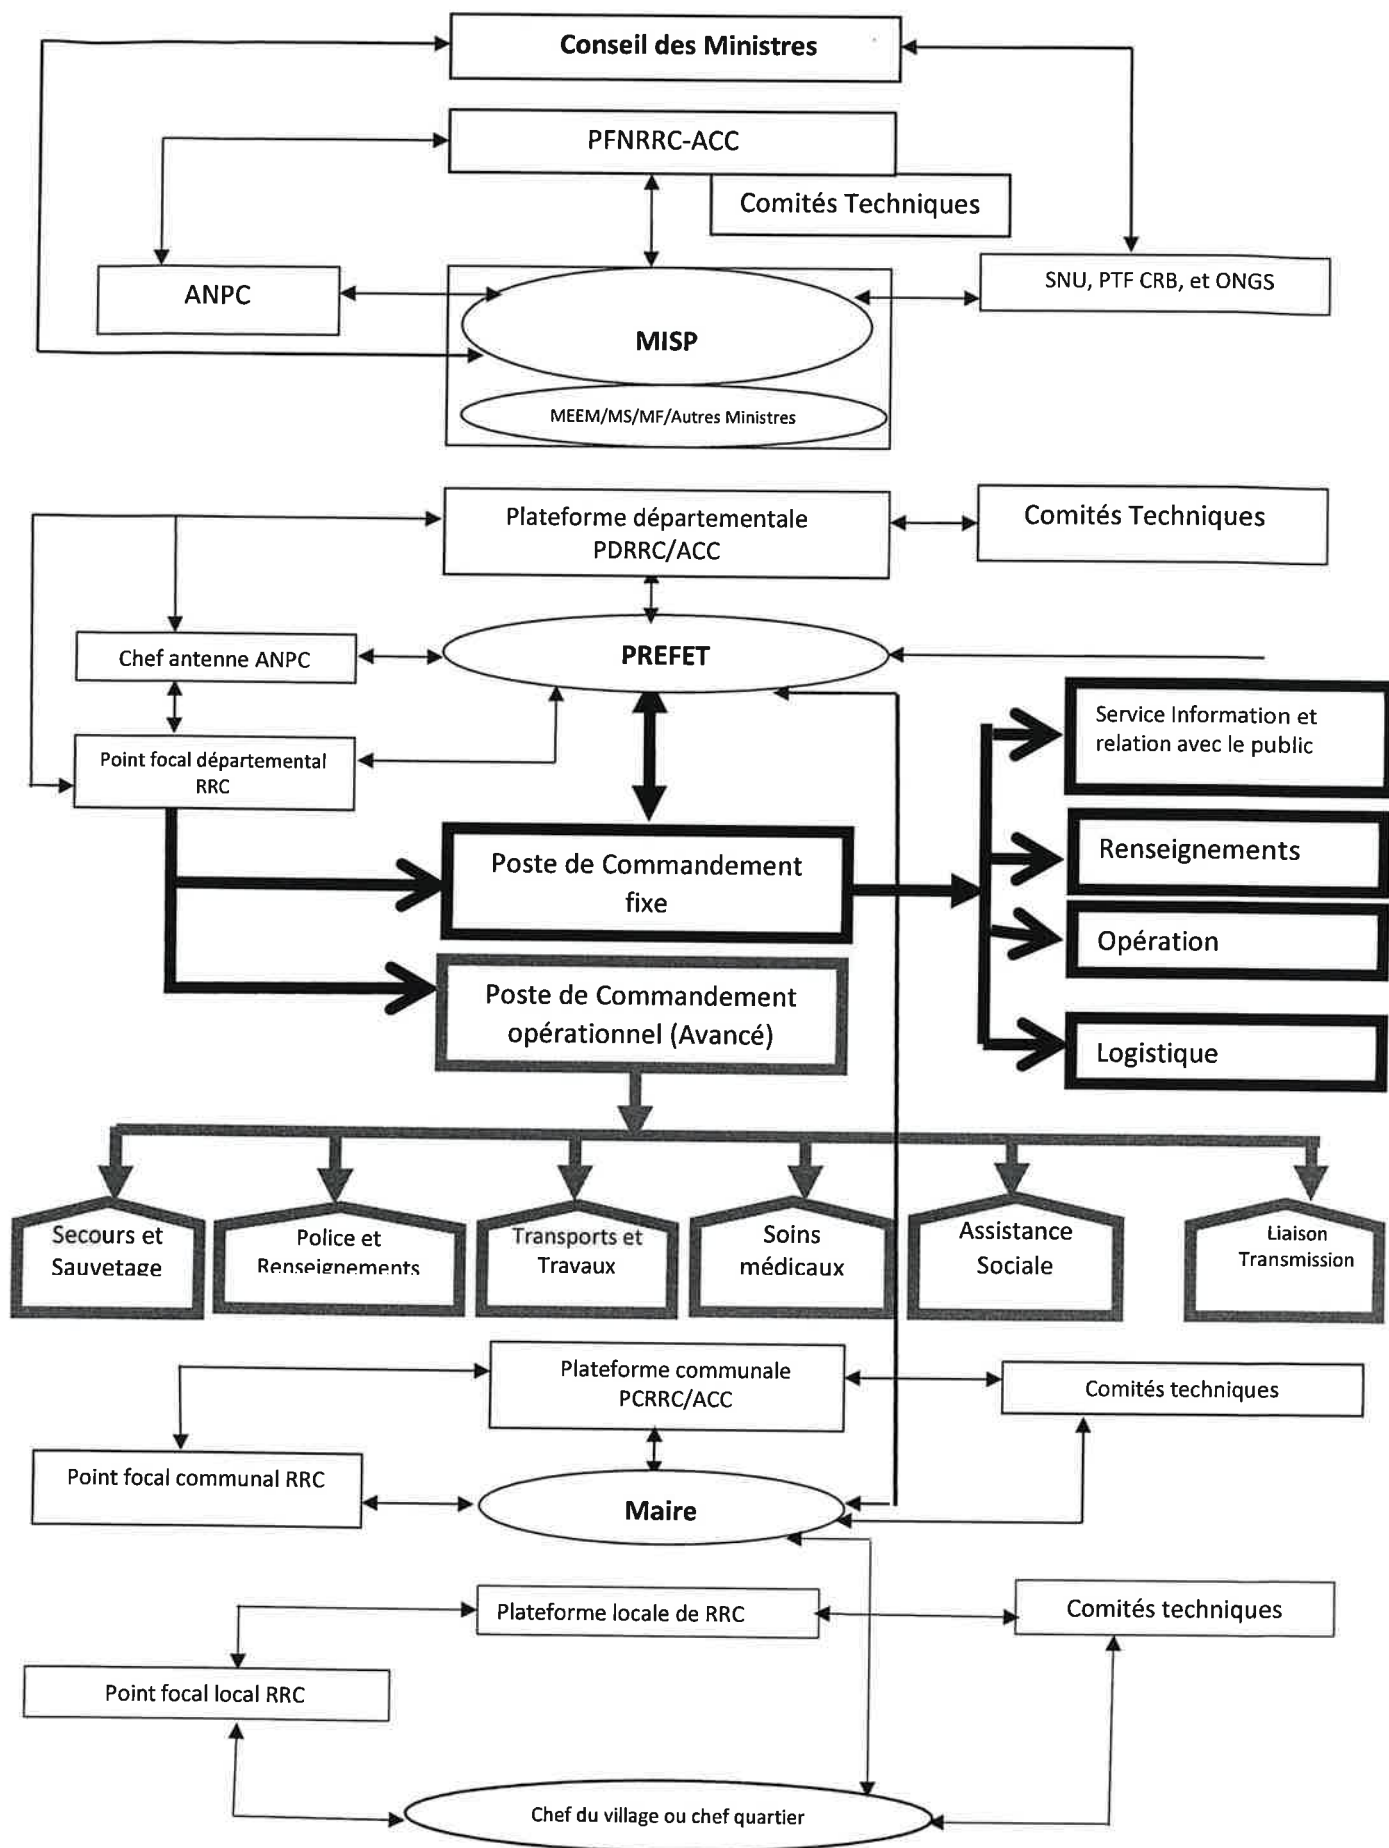 Conseil des Ministres
PFNRRC-ACC
Comités Techniques
ANPC
SNU, PTF CRB, et ONGS
MISP
MEEM/MS/MF/Autres Ministres
Plateforme départementale
PDRRC/ACC
Comités Techniques
Chef antenne ANPC
PREFET
Point focal départemental
RRC
Service Information et
relation avec le public
Poste de Commandement
fixe
Renseignements
Opération
Poste de Commandement
opérationnel (Avancé)
Logistique
Secours et
Sauvetage
Police et
Renseignements
Transports et
Travaux
Soins
médicaux
Assistance
Sociale
Liaison
Transmission
Plateforme communale
PCRRC/ACC
Comités techniques
Point focal communal RRC
Maire
Plateforme locale de RRC
Comités techniques
Point focal local RRC
Chef du village ou chef quartier